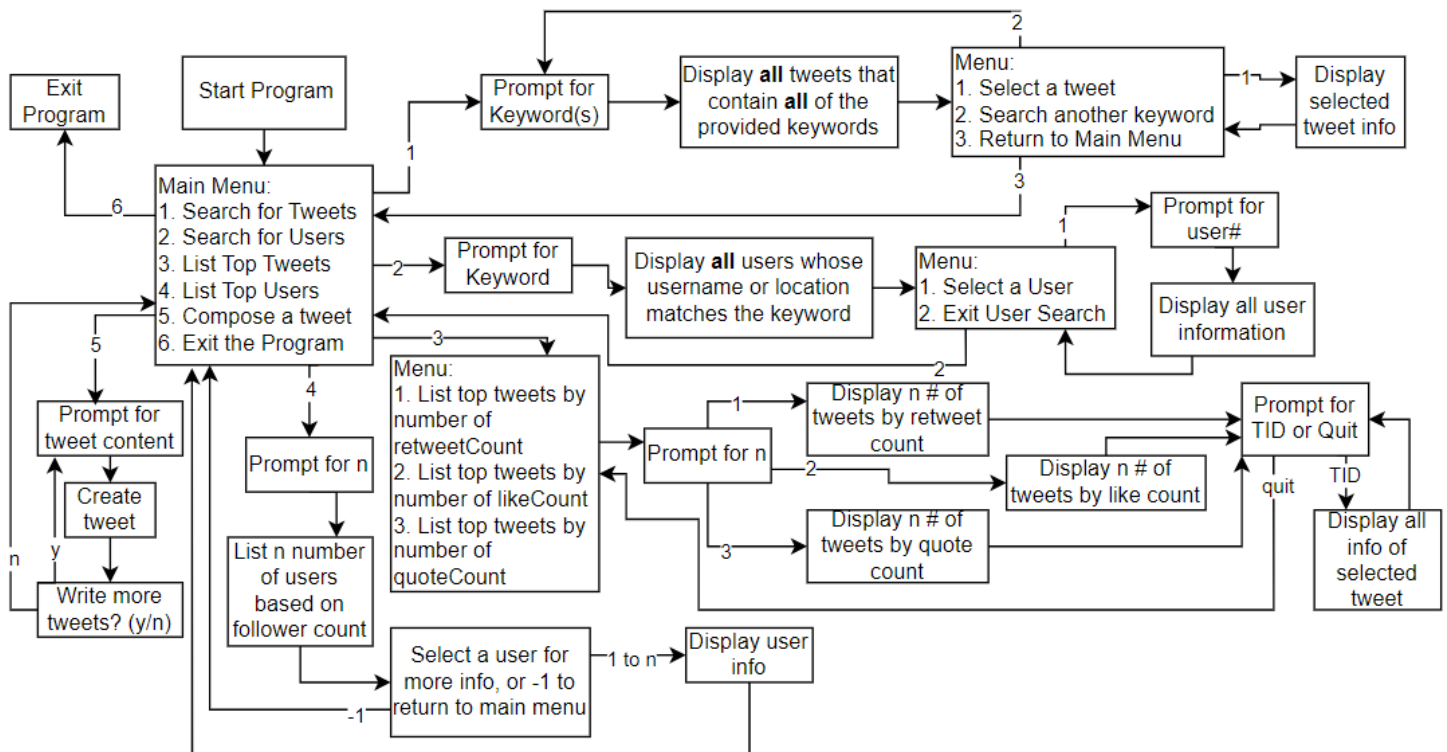 Exit
Program
Start Program
Main Menu:
1. Search for Tweets
2. Search for Users
3. List Top Tweets
4. List Top Users
5. Compose a tweet
6. Exit the Program
6
1
Prompt for
Keyword(s)
Display all tweets that
contain all of the
provided keywords
2
Menu:
1. Select a tweet
2. Search another keyword
3. Return to Main Menu
1
Display
selected
tweet info
3
2
Prompt for
Keyword
Display all users whose
username or location
matches the keyword
Menu:
1. Select a User
2. Exit User Search
1
Prompt for
user#
Display all user
information
2
3
Menu:
1. List top tweets by
number of
retweetCount
2. List top tweets by
number of likeCount
3. List top tweets by
number of
quoteCount
Prompt for n
1
Display n # of
tweets by retweet
count
2
Display n # of
tweets by like count
3
Display n # of
tweets by quote
count
Prompt for
TID or Quit
quit
TID
Display all
info of
selected
tweet
4
Prompt for n
List n number
of users
based on
follower count
Select a user for
more info, or -1 to
return to main menu
-1
1 to n
Display user
info
5
Prompt for
tweet content
Create
tweet
Write more
tweets? (y/n)
y
n